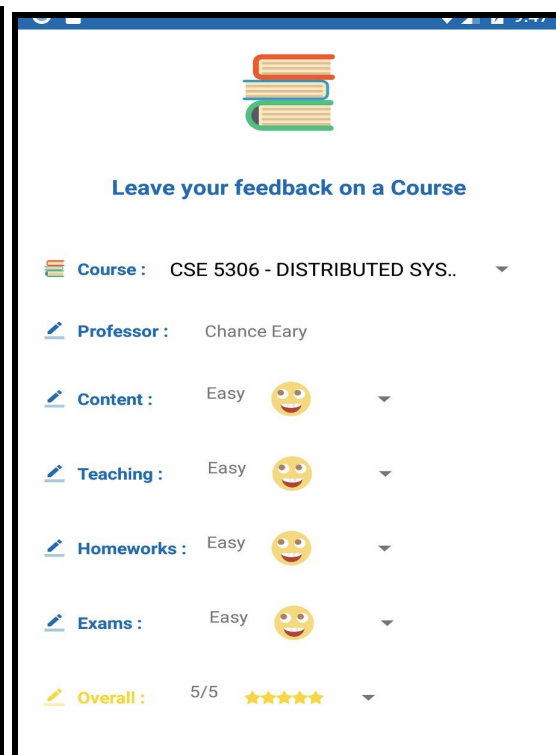 Leave your feedback on a Course
Course : CSE 5306 - DISTRIBUTED SYS..
Professor : Chance Eary
Content : Easy
Teaching : Easy
Homeworks : Easy
Exams : Easy
Overall : 5/5